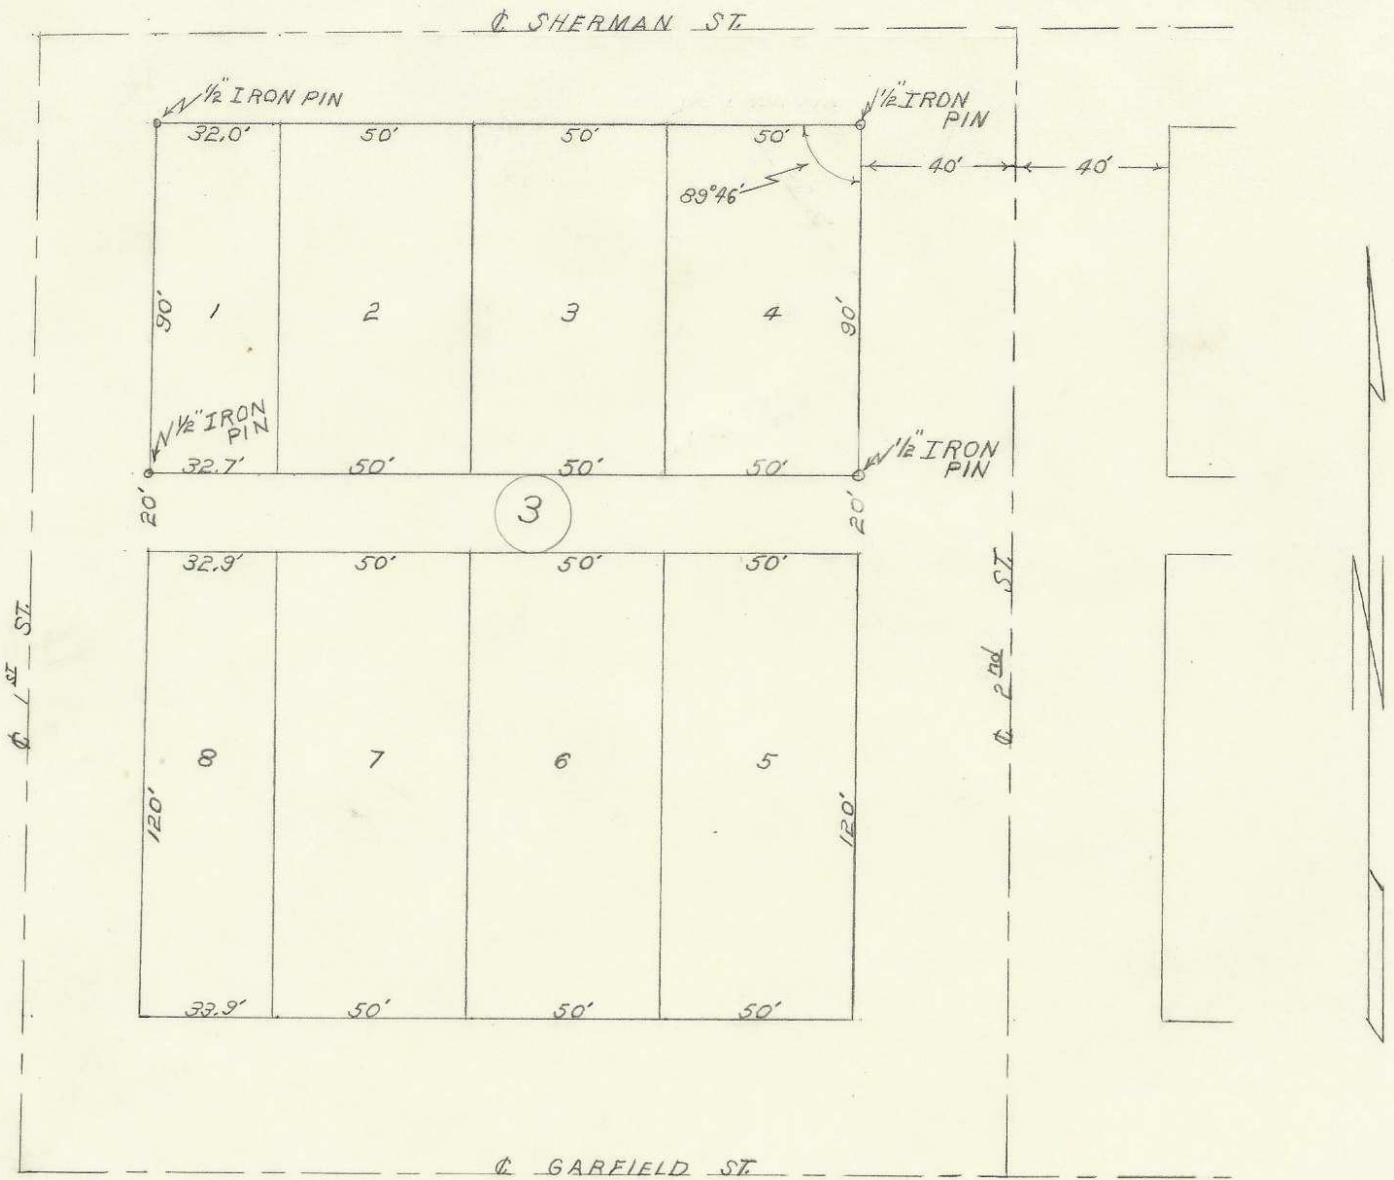 ℄ SHERMAN ST.
1/2" IRON PIN
1/2" IRON
PIN
32.0' 50' 50' 50'
40' 40'
89°46'
90' 1 2 3 4 90'
1/2" IRON
PIN
1/2" IRON
PIN
32.7' 50' 50' 50'
20' 3 20'
32.9' 50' 50' 50'
℄ 1ST ST.
℄ 2nd ST.
N
8 7 6 5
120' 120'
33.9' 50' 50' 50'
℄ GARFIELD ST.